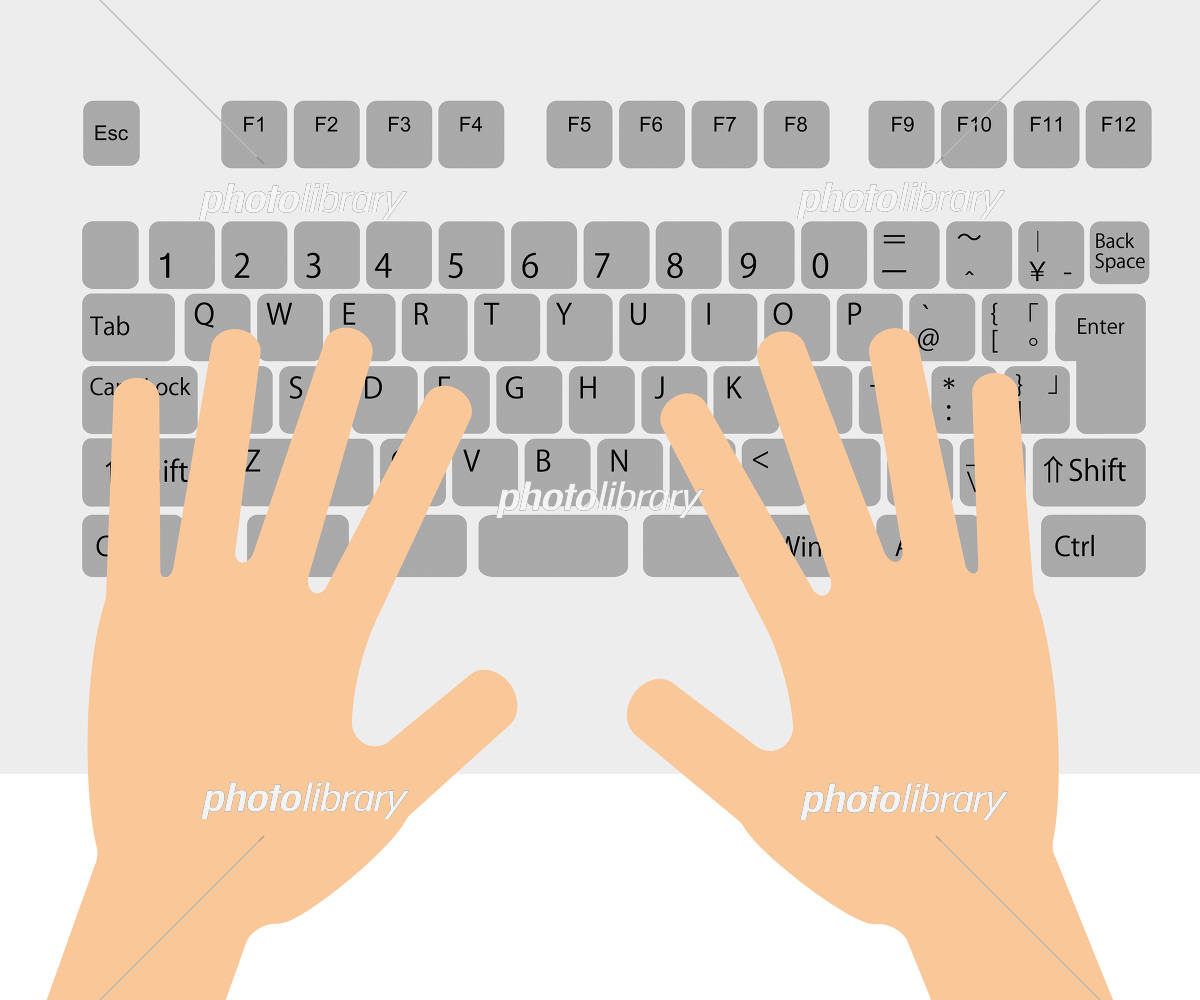 Esc F1 F2 F3 F4 F5 F6 F7 F8 F9 F10 F11 F12
photolibrary photolibrary
1 2 3 4 5 6 7 8 9 0 = — ~ ^ | ¥ - Back
Space
Tab Q W E R T Y U I O P ` @ { 「 [ 。 Enter
S D G H J K * : } 」
Z V B N < Shift
photolibrary
Win Ctrl
photolibrary photolibrary